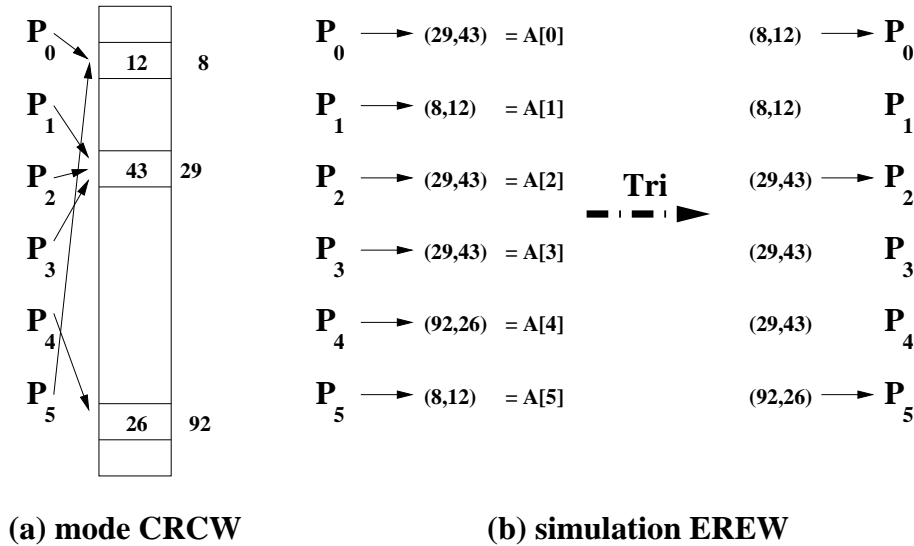 P0 12 8 P0 (29,43) = A[0] (8,12) P0
P1 P1 (8,12) = A[1] (8,12) P1
P2 43 29 P2 (29,43) = A[2] Tri (29,43) P2
P3 P3 (29,43) = A[3] (29,43) P3
P4 P4 (92,26) = A[4] (29,43) P4
P5 26 92 P5 (8,12) = A[5] (92,26) P5
(a) mode CRCW (b) simulation EREW